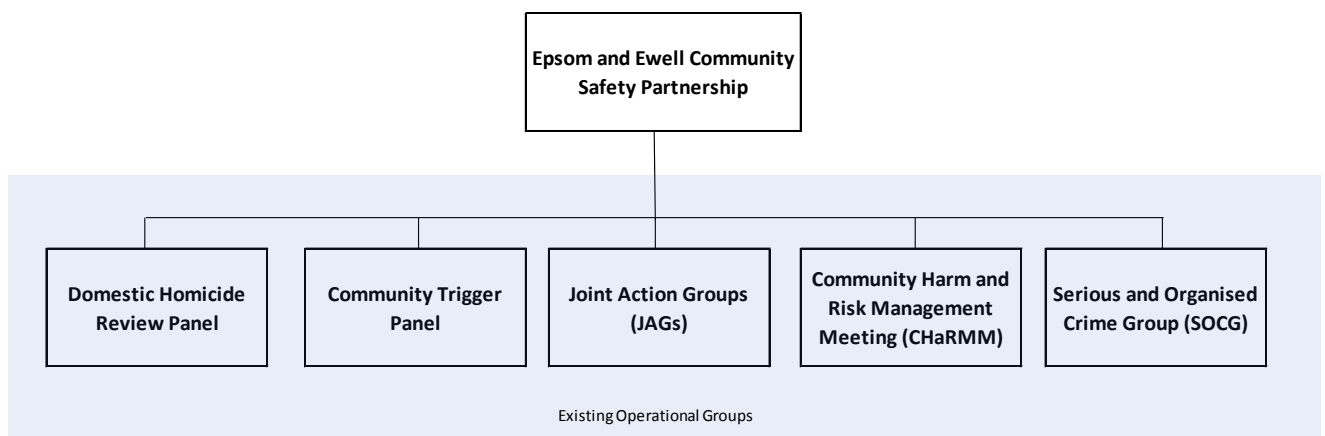 Epsom and Ewell Community
Safety Partnership
Domestic Homicide
Review Panel
Community Trigger
Panel
Joint Action Groups
(JAGs)
Community Harm and
Risk Management
Meeting (CHaRMM)
Serious and Organised
Crime Group (SOCG)
Existing Operational Groups